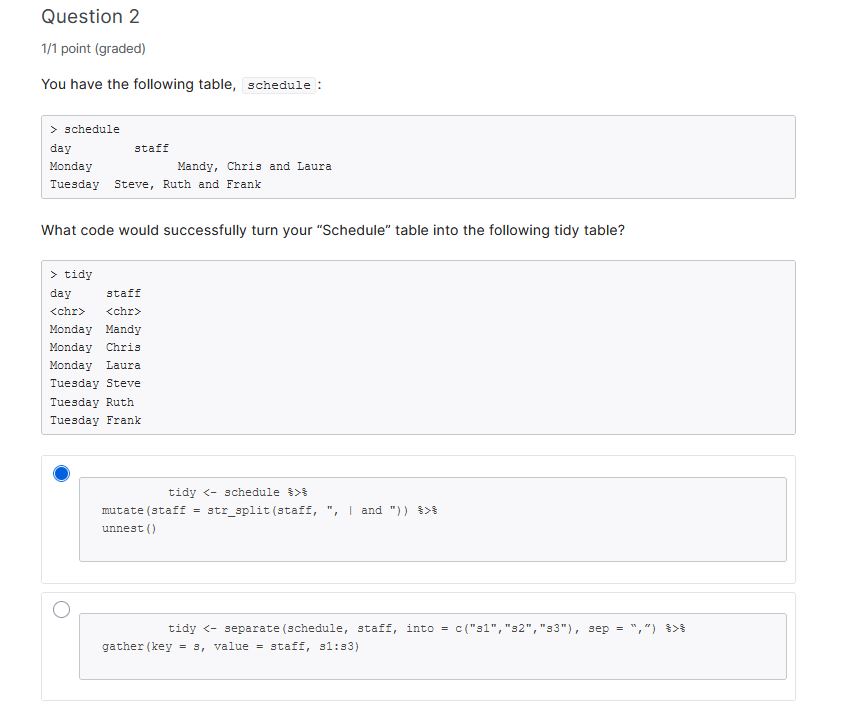 Question 2
1/1 point (graded)
You have the following table, schedule :
> schedule
day         staff
Monday            Mandy, Chris and Laura
Tuesday  Steve, Ruth and Frank
What code would successfully turn your “Schedule” table into the following tidy table?
> tidy
day     staff
<chr>   <chr>
Monday  Mandy
Monday  Chris
Monday  Laura
Tuesday Steve
Tuesday Ruth
Tuesday Frank
tidy <- schedule %>%
mutate(staff = str_split(staff, ", | and ")) %>%
unnest()
tidy <- separate(schedule, staff, into = c("s1","s2","s3"), sep = “,”) %>%
gather(key = s, value = staff, s1:s3)